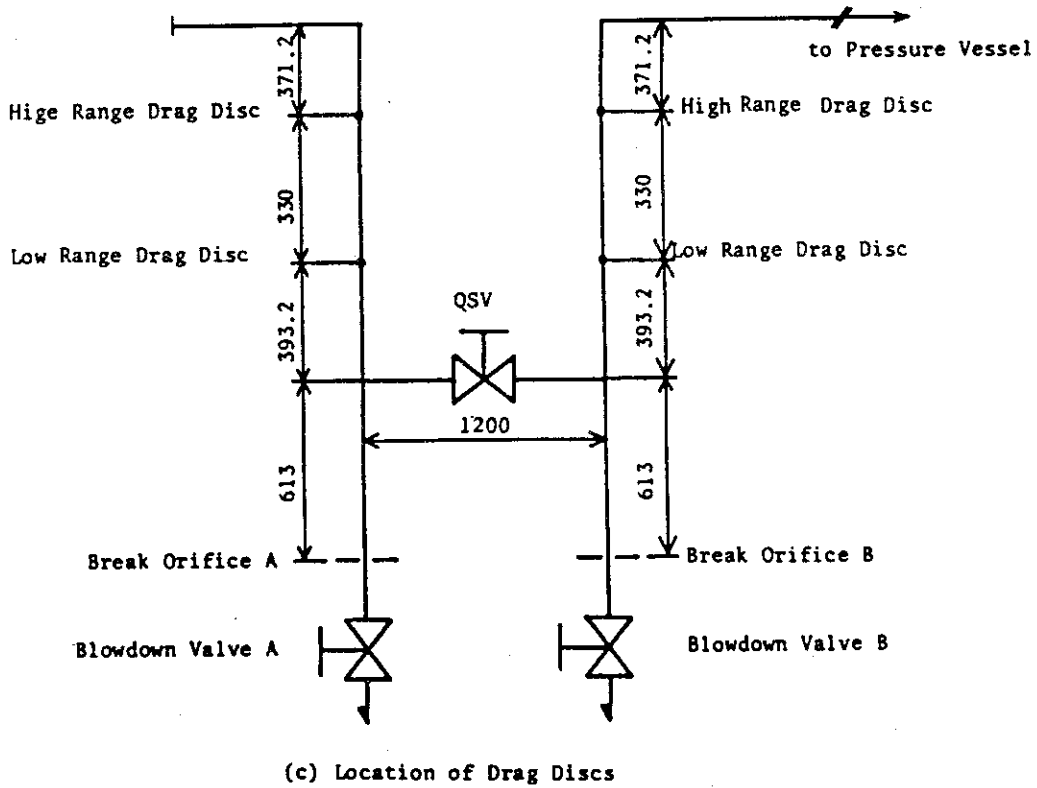 to Pressure Vessel
371.2
371.2
Hige Range Drag Disc
High Range Drag Disc
330
330
Low Range Drag Disc
Low Range Drag Disc
QSV
393.2
393.2
1200
613
613
Break Orifice A
Break Orifice B
Blowdown Valve A
Blowdown Valve B
(c) Location of Drag Discs